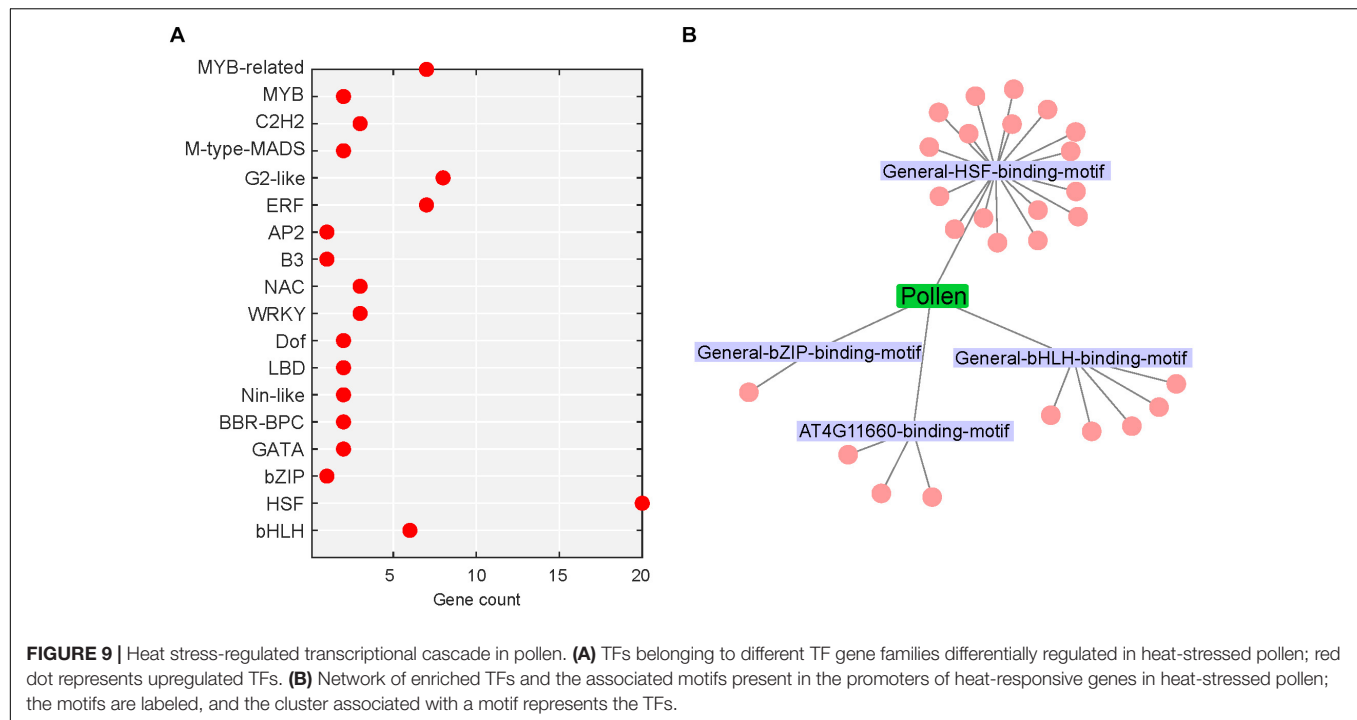 A
MYB-related
MYB
C2H2
M-type-MADS
G2-like
ERF
AP2
B3
NAC
WRKY
Dof
LBD
Nin-like
BBR-BPC
GATA
bZIP
HSF
bHLH
5 10 15 20
Gene count
B
General-HSF-binding-motif
Pollen
General-bZIP-binding-motif
General-bHLH-binding-motif
AT4G11660-binding-motif
FIGURE 9 | Heat stress-regulated transcriptional cascade in pollen. (A) TFs belonging to different TF gene families differentially regulated in heat-stressed pollen; red
dot represents upregulated TFs. (B) Network of enriched TFs and the associated motifs present in the promoters of heat-responsive genes in heat-stressed pollen;
the motifs are labeled, and the cluster associated with a motif represents the TFs.